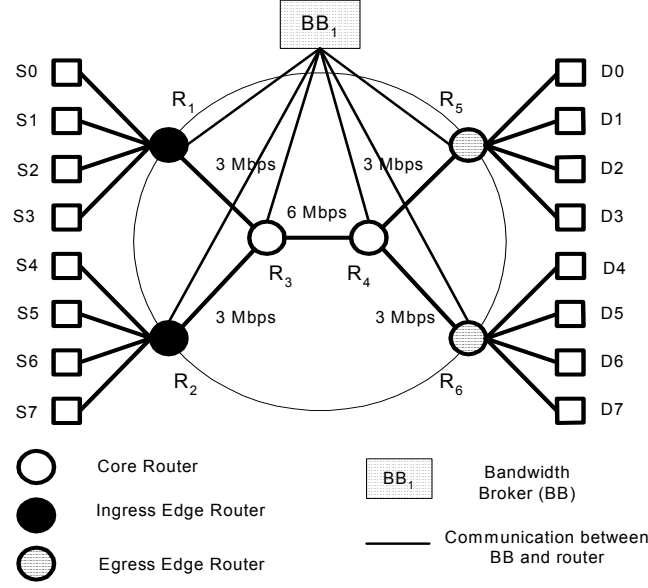 BB1
S0
D0
R1
R5
S1
D1
3 Mbps
3 Mbps
S2
D2
S3
D3
6 Mbps
S4
D4
R3
R4
S5
D5
3 Mbps
3 Mbps
S6
D6
R2
R6
S7
D7
Core Router
BB1
Bandwidth
Broker (BB)
Ingress Edge Router
Communication between
BB and router
Egress Edge Router